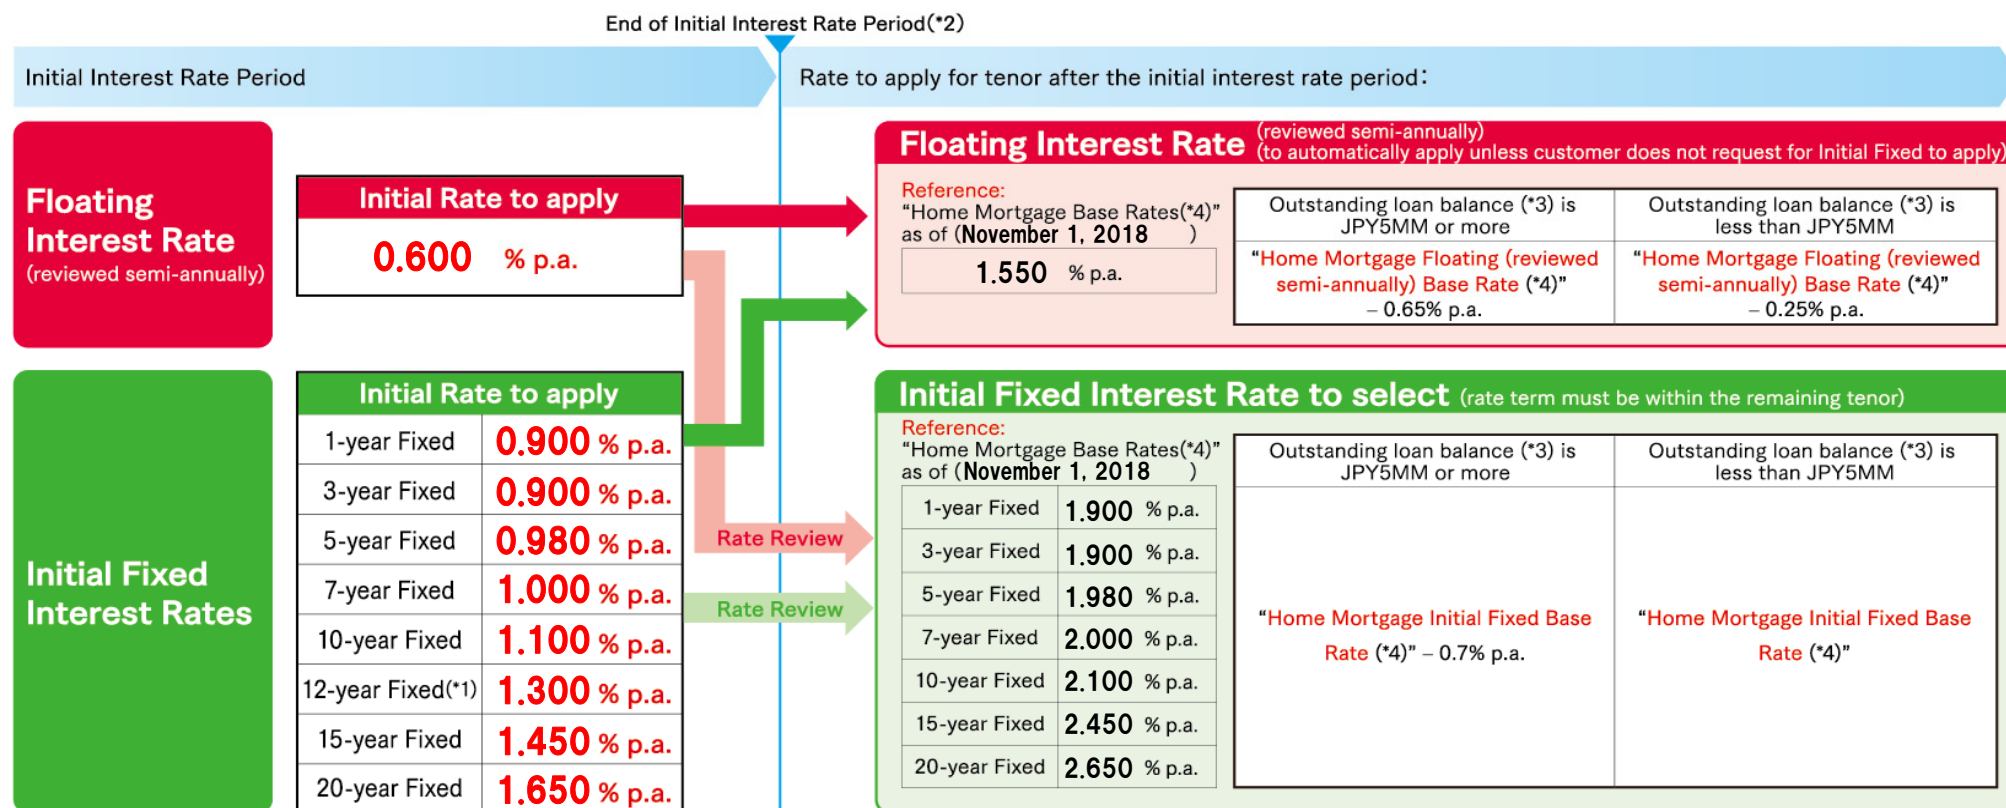 End of Initial Interest Rate Period(*2)
Initial Interest Rate Period
Rate to apply for tenor after the initial interest rate period:
Floating
Interest Rate
(reviewed semi-annually)
Initial Rate to apply
0.600 % p.a.
Floating Interest Rate (reviewed semi-annually)
(to automatically apply unless customer does not request for Initial Fixed to apply)
Reference:
“Home Mortgage Base Rates(*4)”
as of (November 1, 2018 )
1.550 % p.a.
Outstanding loan balance (*3) is
JPY5MM or more
“Home Mortgage Floating (reviewed
semi-annually) Base Rate (*4)”
– 0.65% p.a.
Outstanding loan balance (*3) is
less than JPY5MM
“Home Mortgage Floating (reviewed
semi-annually) Base Rate (*4)”
– 0.25% p.a.
Initial Fixed
Interest Rates
Initial Rate to apply
1-year Fixed 0.900 % p.a.
3-year Fixed 0.900 % p.a.
5-year Fixed 0.980 % p.a.
7-year Fixed 1.000 % p.a.
10-year Fixed 1.100 % p.a.
12-year Fixed(*1) 1.300 % p.a.
15-year Fixed 1.450 % p.a.
20-year Fixed 1.650 % p.a.
Rate Review
Rate Review
Initial Fixed Interest Rate to select (rate term must be within the remaining tenor)
Reference:
“Home Mortgage Base Rates(*4)”
as of (November 1, 2018 )
1-year Fixed 1.900 % p.a.
3-year Fixed 1.900 % p.a.
5-year Fixed 1.980 % p.a.
7-year Fixed 2.000 % p.a.
10-year Fixed 2.100 % p.a.
15-year Fixed 2.450 % p.a.
20-year Fixed 2.650 % p.a.
Outstanding loan balance (*3) is
JPY5MM or more
“Home Mortgage Initial Fixed Base
Rate (*4)” – 0.7% p.a.
Outstanding loan balance (*3) is
less than JPY5MM
“Home Mortgage Initial Fixed Base
Rate (*4)”